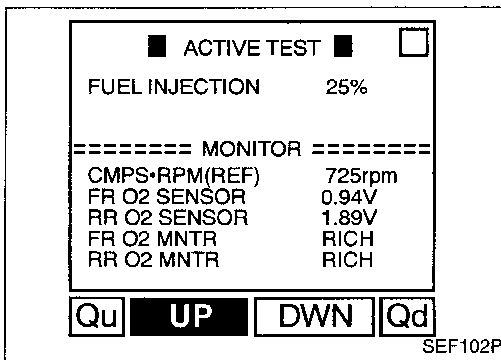 ACTIVE TEST
FUEL INJECTION 25%
======== MONITOR ========
CMPS•RPM(REF) 725rpm
FR O2 SENSOR 0.94V
RR O2 SENSOR 1.89V
FR O2 MNTR RICH
RR O2 MNTR RICH
Qu UP DWN Qd
SEF102P